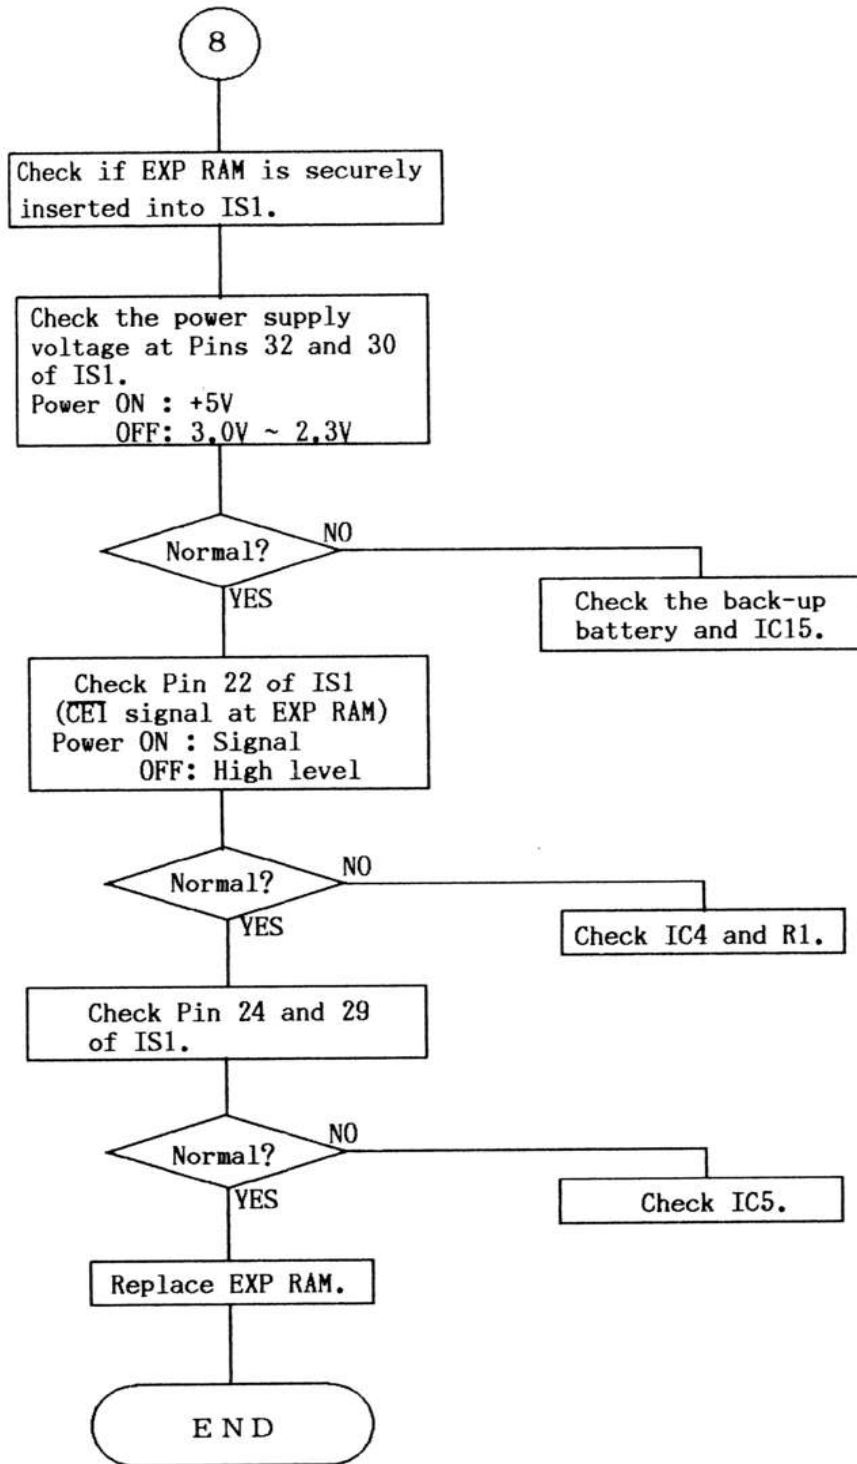 8
Check if EXP RAM is securely
inserted into IS1.
Check the power supply
voltage at Pins 32 and 30
of IS1.
Power ON : +5V
OFF: 3.0V ~ 2.3V
Normal?
NO
YES
Check the back-up
battery and IC15.
Check Pin 22 of IS1
(C̅E̅1̅ signal at EXP RAM)
Power ON : Signal
OFF: High level
Normal?
NO
YES
Check IC4 and R1.
Check Pin 24 and 29
of IS1.
Normal?
NO
YES
Check IC5.
Replace EXP RAM.
END